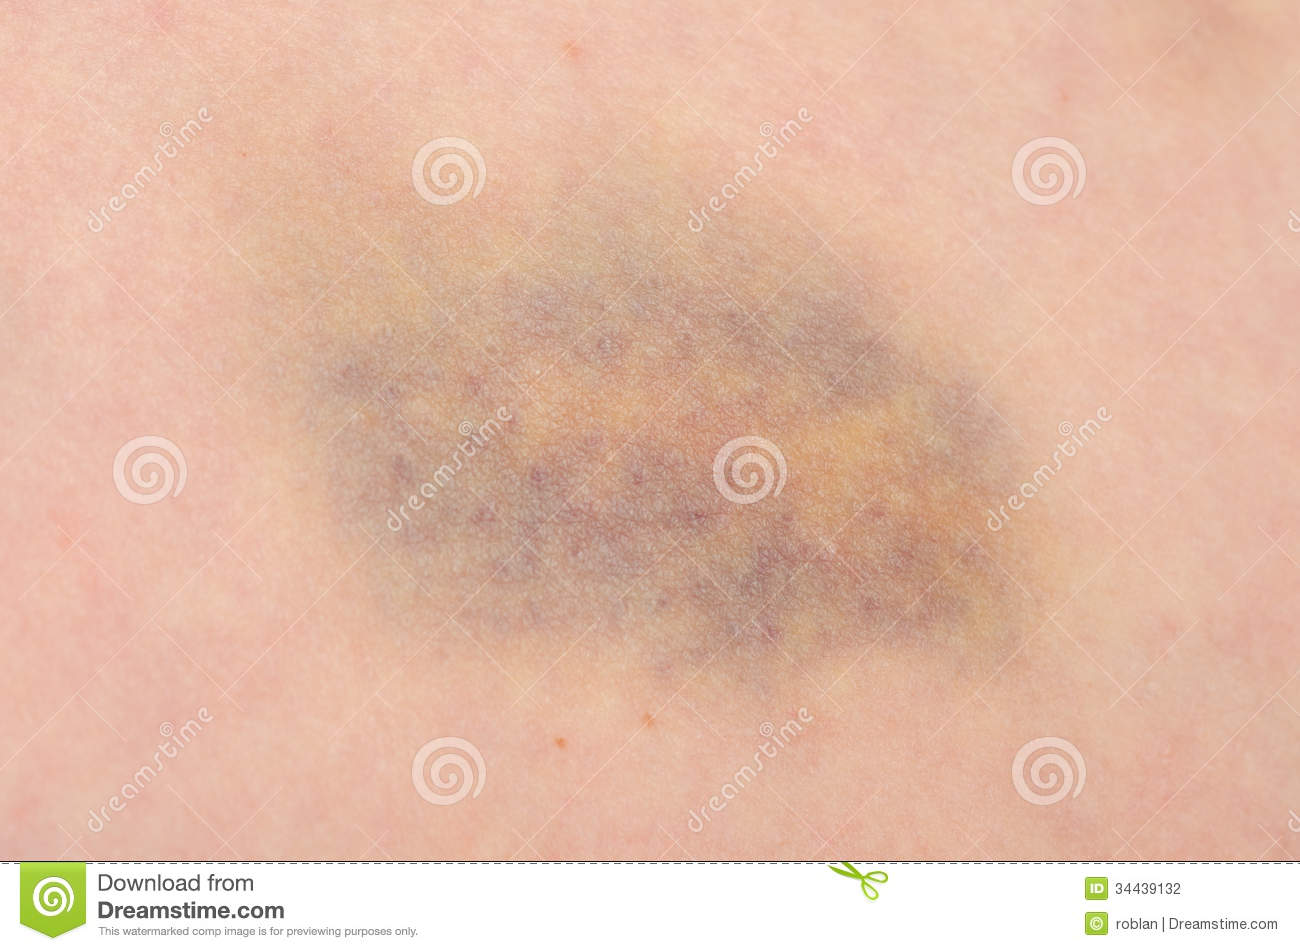 dreamstime
dreamstime
dreamstime
dreamstime
dreamstime
dreamstime
Download from
Dreamstime.com
This watermarked comp image is for previewing purposes only.
ID 34439132
© roblan | Dreamstime.com